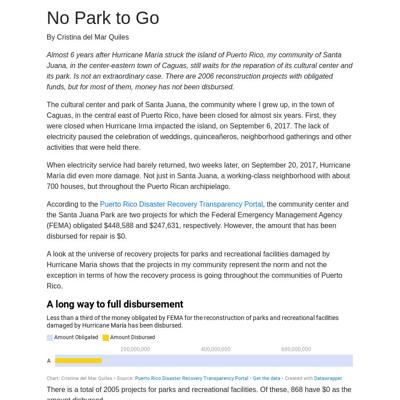 No Park to Go
By Cristina del Mar Quiles
Almost 6 years after Hurricane María struck the island of Puerto Rico, my community of Santa
Juana, in the center-eastern town of Caguas, still waits for the reparation of its cultural center and
its park. Is not an extraordinary case. There are 2006 reconstruction projects with obligated
funds, but for most of them, money has not been disbursed.
The cultural center and park of Santa Juana, the community where I grew up, in the town of
Caguas, in the central east of Puerto Rico, have been closed for almost six years. First, they
were closed when Hurricane Irma impacted the island, on September 6, 2017. The lack of
electricity paused the celebration of weddings, quinceañeros, neighborhood gatherings and other
activities that were held there.
When electricity service had barely returned, two weeks later, on September 20, 2017, Hurricane
María did even more damage. Not just in Santa Juana, a working-class neighborhood with about
700 houses, but throughout the Puerto Rican archipielago.
According to the Puerto Rico Disaster Recovery Transparency Portal, the community center and
the Santa Juana Park are two projects for which the Federal Emergency Management Agency
(FEMA) obligated $448,588 and $247,631, respectively. However, the amount that has been
disbursed for repair is $0.
A look at the universe of recovery projects for parks and recreational facilities damaged by
Hurricane Maria shows that the projects in my community represent the norm and not the
exception in terms of how the recovery process is going throughout the communities of Puerto
Rico.
A long way to full disbursement
Less than a third of the money obligated by FEMA for the reconstruction of parks and recreational facilities
damaged by Hurricane María has been disbursed.
Amount Obligated Amount Disbursed
200,000,000 400,000,000 600,000,000
A
Chart: Cristina del Mar Quiles • Source: Puerto Rico Disaster Recovery Transparency Portal • Get the data • Created with Datawrapper
There is a total of 2005 projects for parks and recreational facilities. Of these, 868 have $0 as the
amount disbursed.